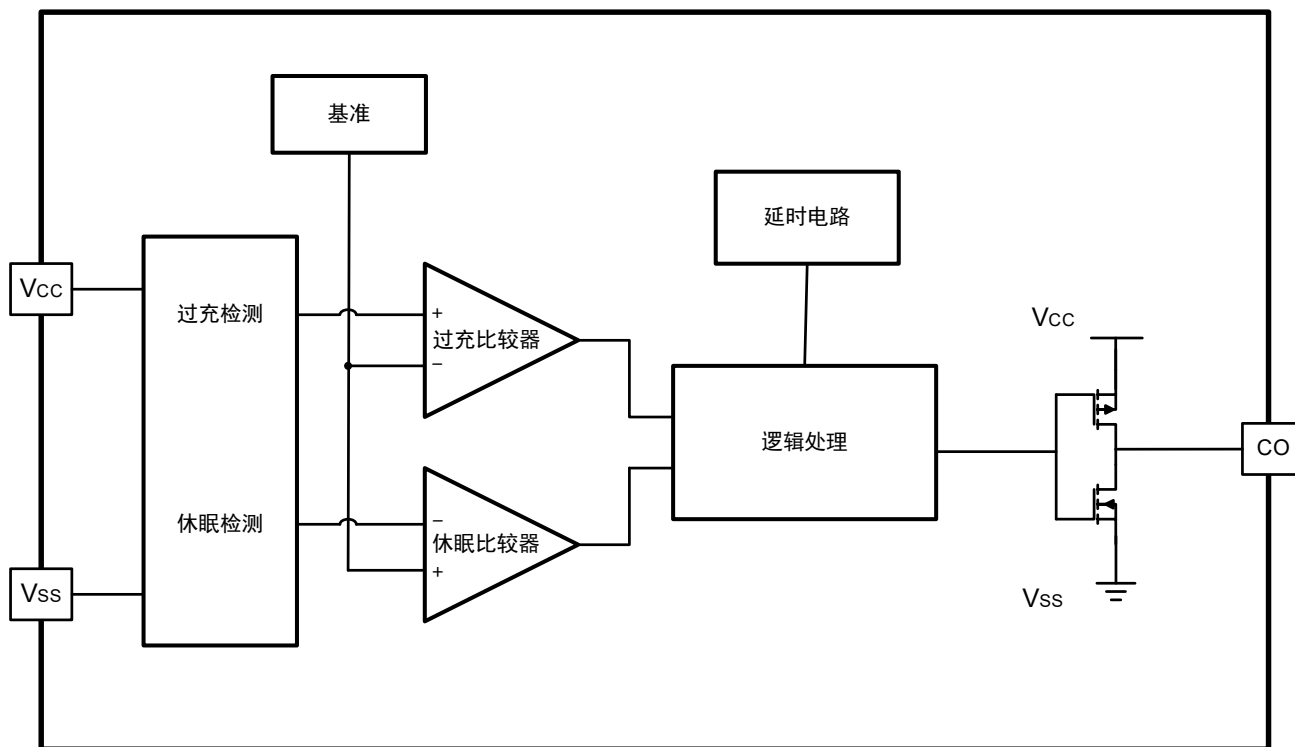 基准
延时电路
VCC
过充检测
+
过充比较器
−
VCC
逻辑处理
CO
休眠检测
−
休眠比较器
+
VSS
VSS